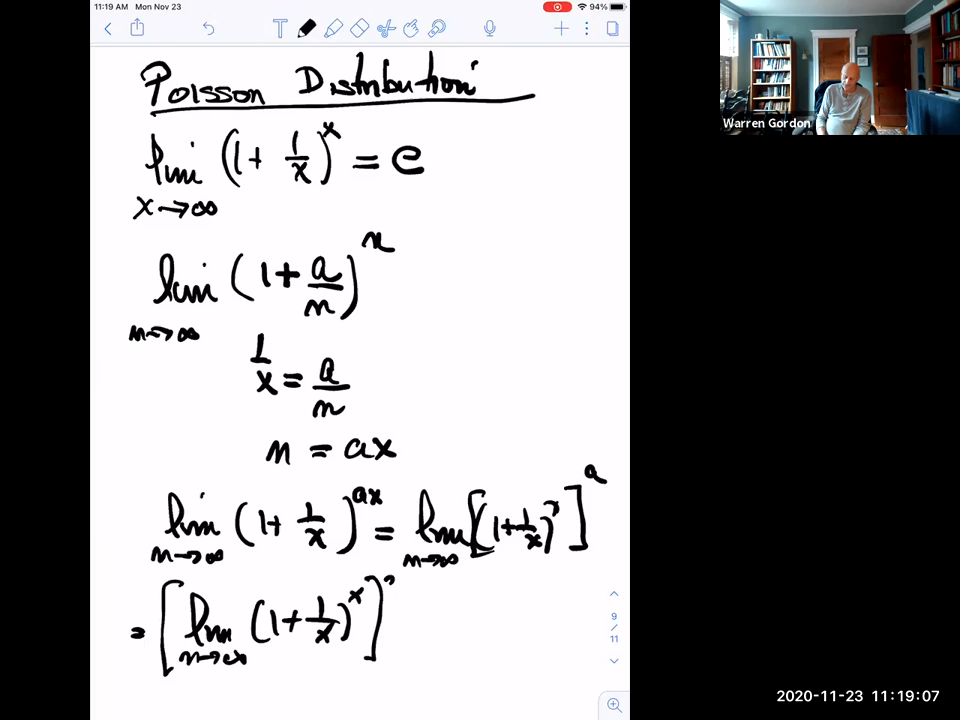 11:19 AM Mon Nov 23
94%
Poisson Distribution
lim x→∞ (1 + 1/x)^x = e
lim n→∞ (1 + a/n)^n
1/x = a/n
n = ax
lim n→∞ (1 + 1/x)^ax = lim n→∞ [(1 + 1/x)^x]^a
= [lim n→∞ (1 + 1/x)^x]
9
/
11
Warren Gordon
2020-11-23 11:19:07